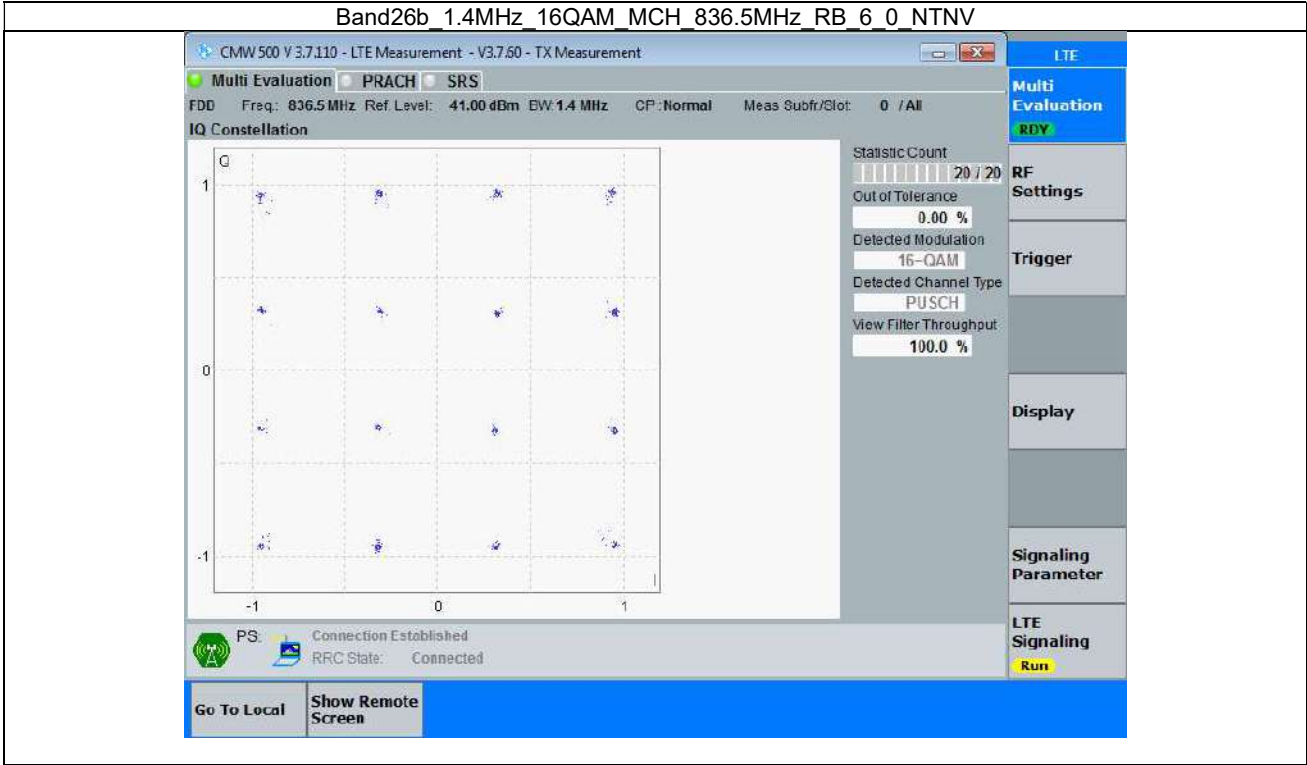 Band26b_1.4MHz_16QAM_MCH_836.5MHz_RB_6_0_NTNV
CMW 500 V 3.7.110 - LTE Measurement - V3.7.60 - TX Measurement
LTE
Multi Evaluation PRACH SRS
Multi
Evaluation
RDY
FDD Freq.: 836.5 MHz Ref. Level: 41.00 dBm BW: 1.4 MHz CP: Normal Meas Subfr/Slot: 0 / All
IQ Constellation
Q
1
0
-1
-1 0 1
I
Statistic Count
20 / 20
Out of Tolerance
0.00 %
Detected Modulation
16-QAM
Detected Channel Type
PUSCH
View Filter Throughput
100.0 %
RF
Settings
Trigger
Display
Signaling
Parameter
LTE
Signaling
Run
PS: Connection Established
RRC State: Connected
Go To Local
Show Remote
Screen